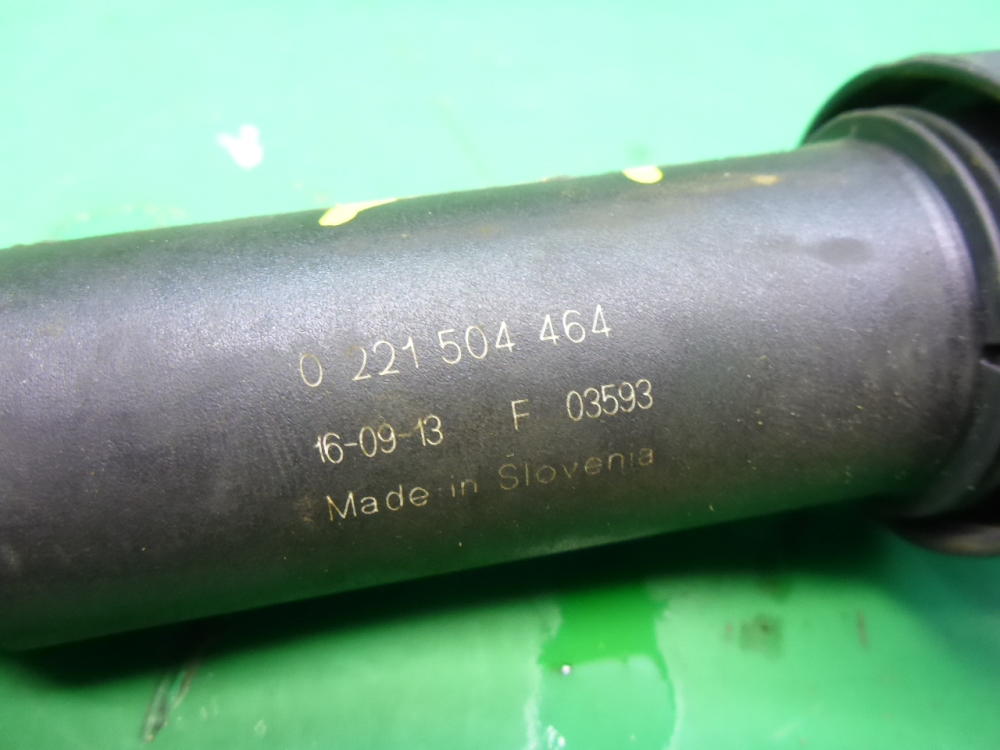 0 221 504 464
16-09-13 F 03593
Made in Slovenia